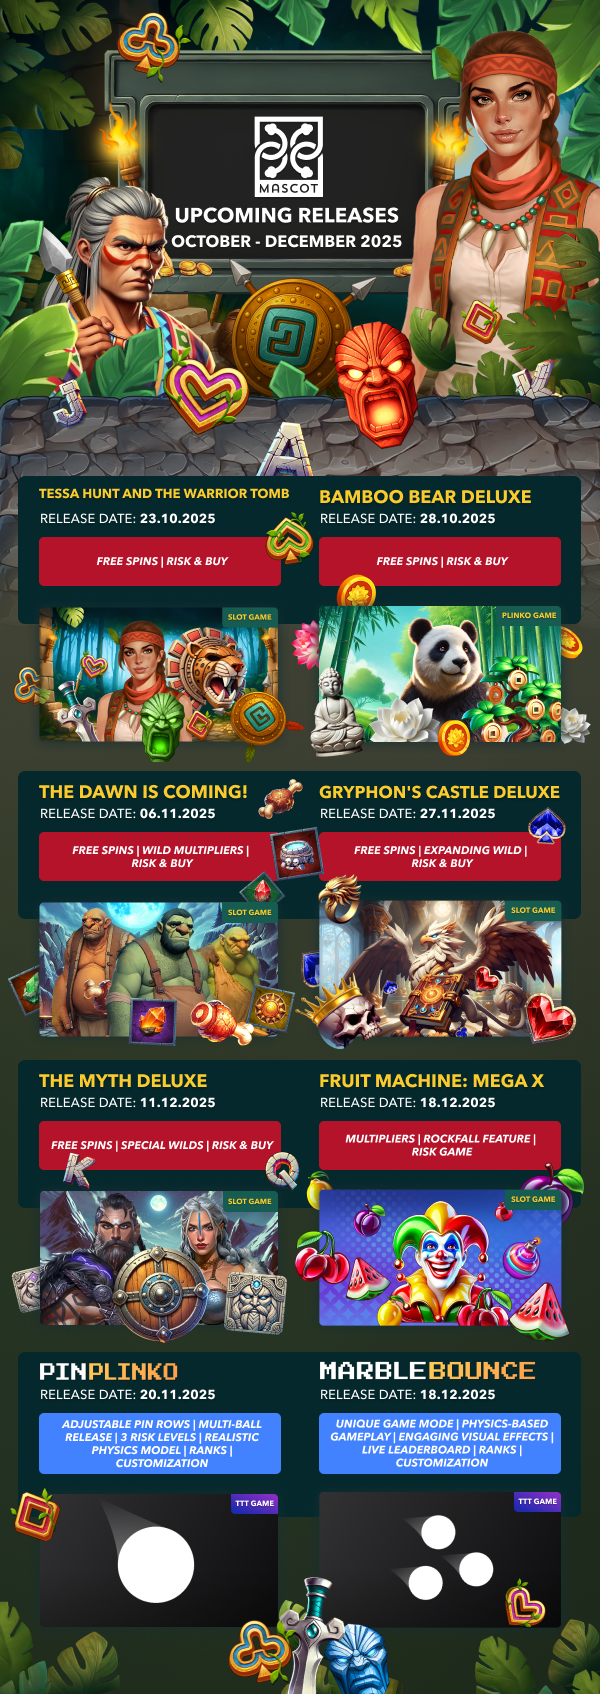 MASCOT
UPCOMING RELEASES
OCTOBER - DECEMBER 2025
J
K
A
TESSA HUNT AND THE WARRIOR TOMB
RELEASE DATE: 23.10.2025
FREE SPINS | RISK & BUY
SLOT GAME
BAMBOO BEAR DELUXE
RELEASE DATE: 28.10.2025
FREE SPINS | RISK & BUY
PLINKO GAME
THE DAWN IS COMING!
RELEASE DATE: 06.11.2025
FREE SPINS | WILD MULTIPLIERS |
RISK & BUY
SLOT GAME
GRYPHON'S CASTLE DELUXE
RELEASE DATE: 27.11.2025
FREE SPINS | EXPANDING WILD |
RISK & BUY
SLOT GAME
THE MYTH DELUXE
RELEASE DATE: 11.12.2025
FREE SPINS | SPECIAL WILDS | RISK & BUY
K
Q
SLOT GAME
FRUIT MACHINE: MEGA X
RELEASE DATE: 18.12.2025
MULTIPLIERS | ROCKFALL FEATURE |
RISK GAME
SLOT GAME
PINPLINKO
RELEASE DATE: 20.11.2025
ADJUSTABLE PIN ROWS | MULTI-BALL
RELEASE | 3 RISK LEVELS | REALISTIC
PHYSICS MODEL | RANKS |
CUSTOMIZATION
TTT GAME
MARBLEBOUNCE
RELEASE DATE: 18.12.2025
UNIQUE GAME MODE | PHYSICS-BASED
GAMEPLAY | ENGAGING VISUAL EFFECTS |
LIVE LEADERBOARD | RANKS |
CUSTOMIZATION
TTT GAME